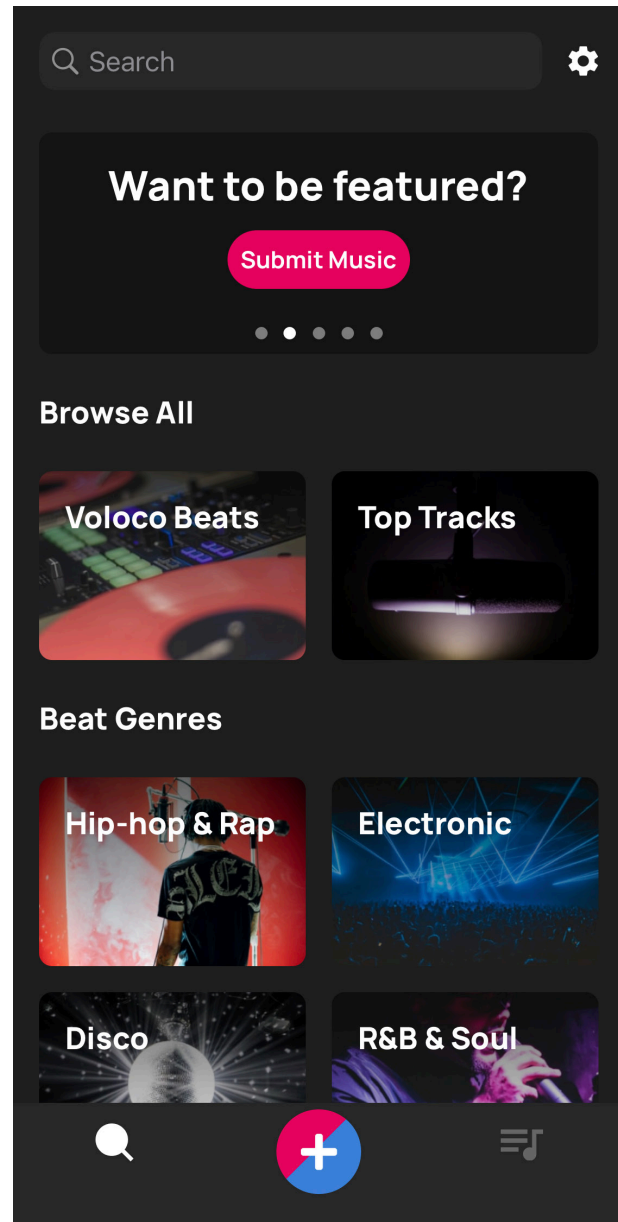 Search
Want to be featured?
Submit Music
Browse All
Voloco Beats
Top Tracks
Beat Genres
Hip-hop & Rap
Electronic
Disco
R&B & Soul